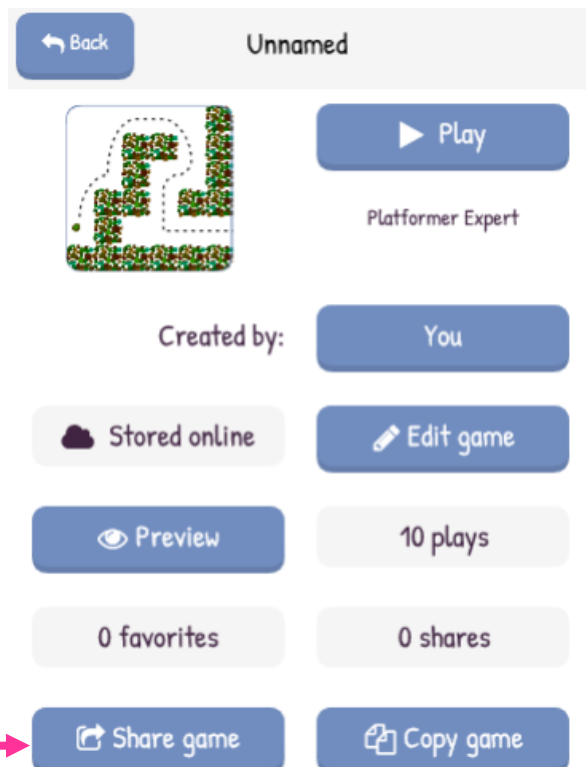 Back
Unnamed
Play
Platformer Expert
Created by:
You
Stored online
Edit game
Preview
10 plays
0 favorites
0 shares
Share game
Copy game